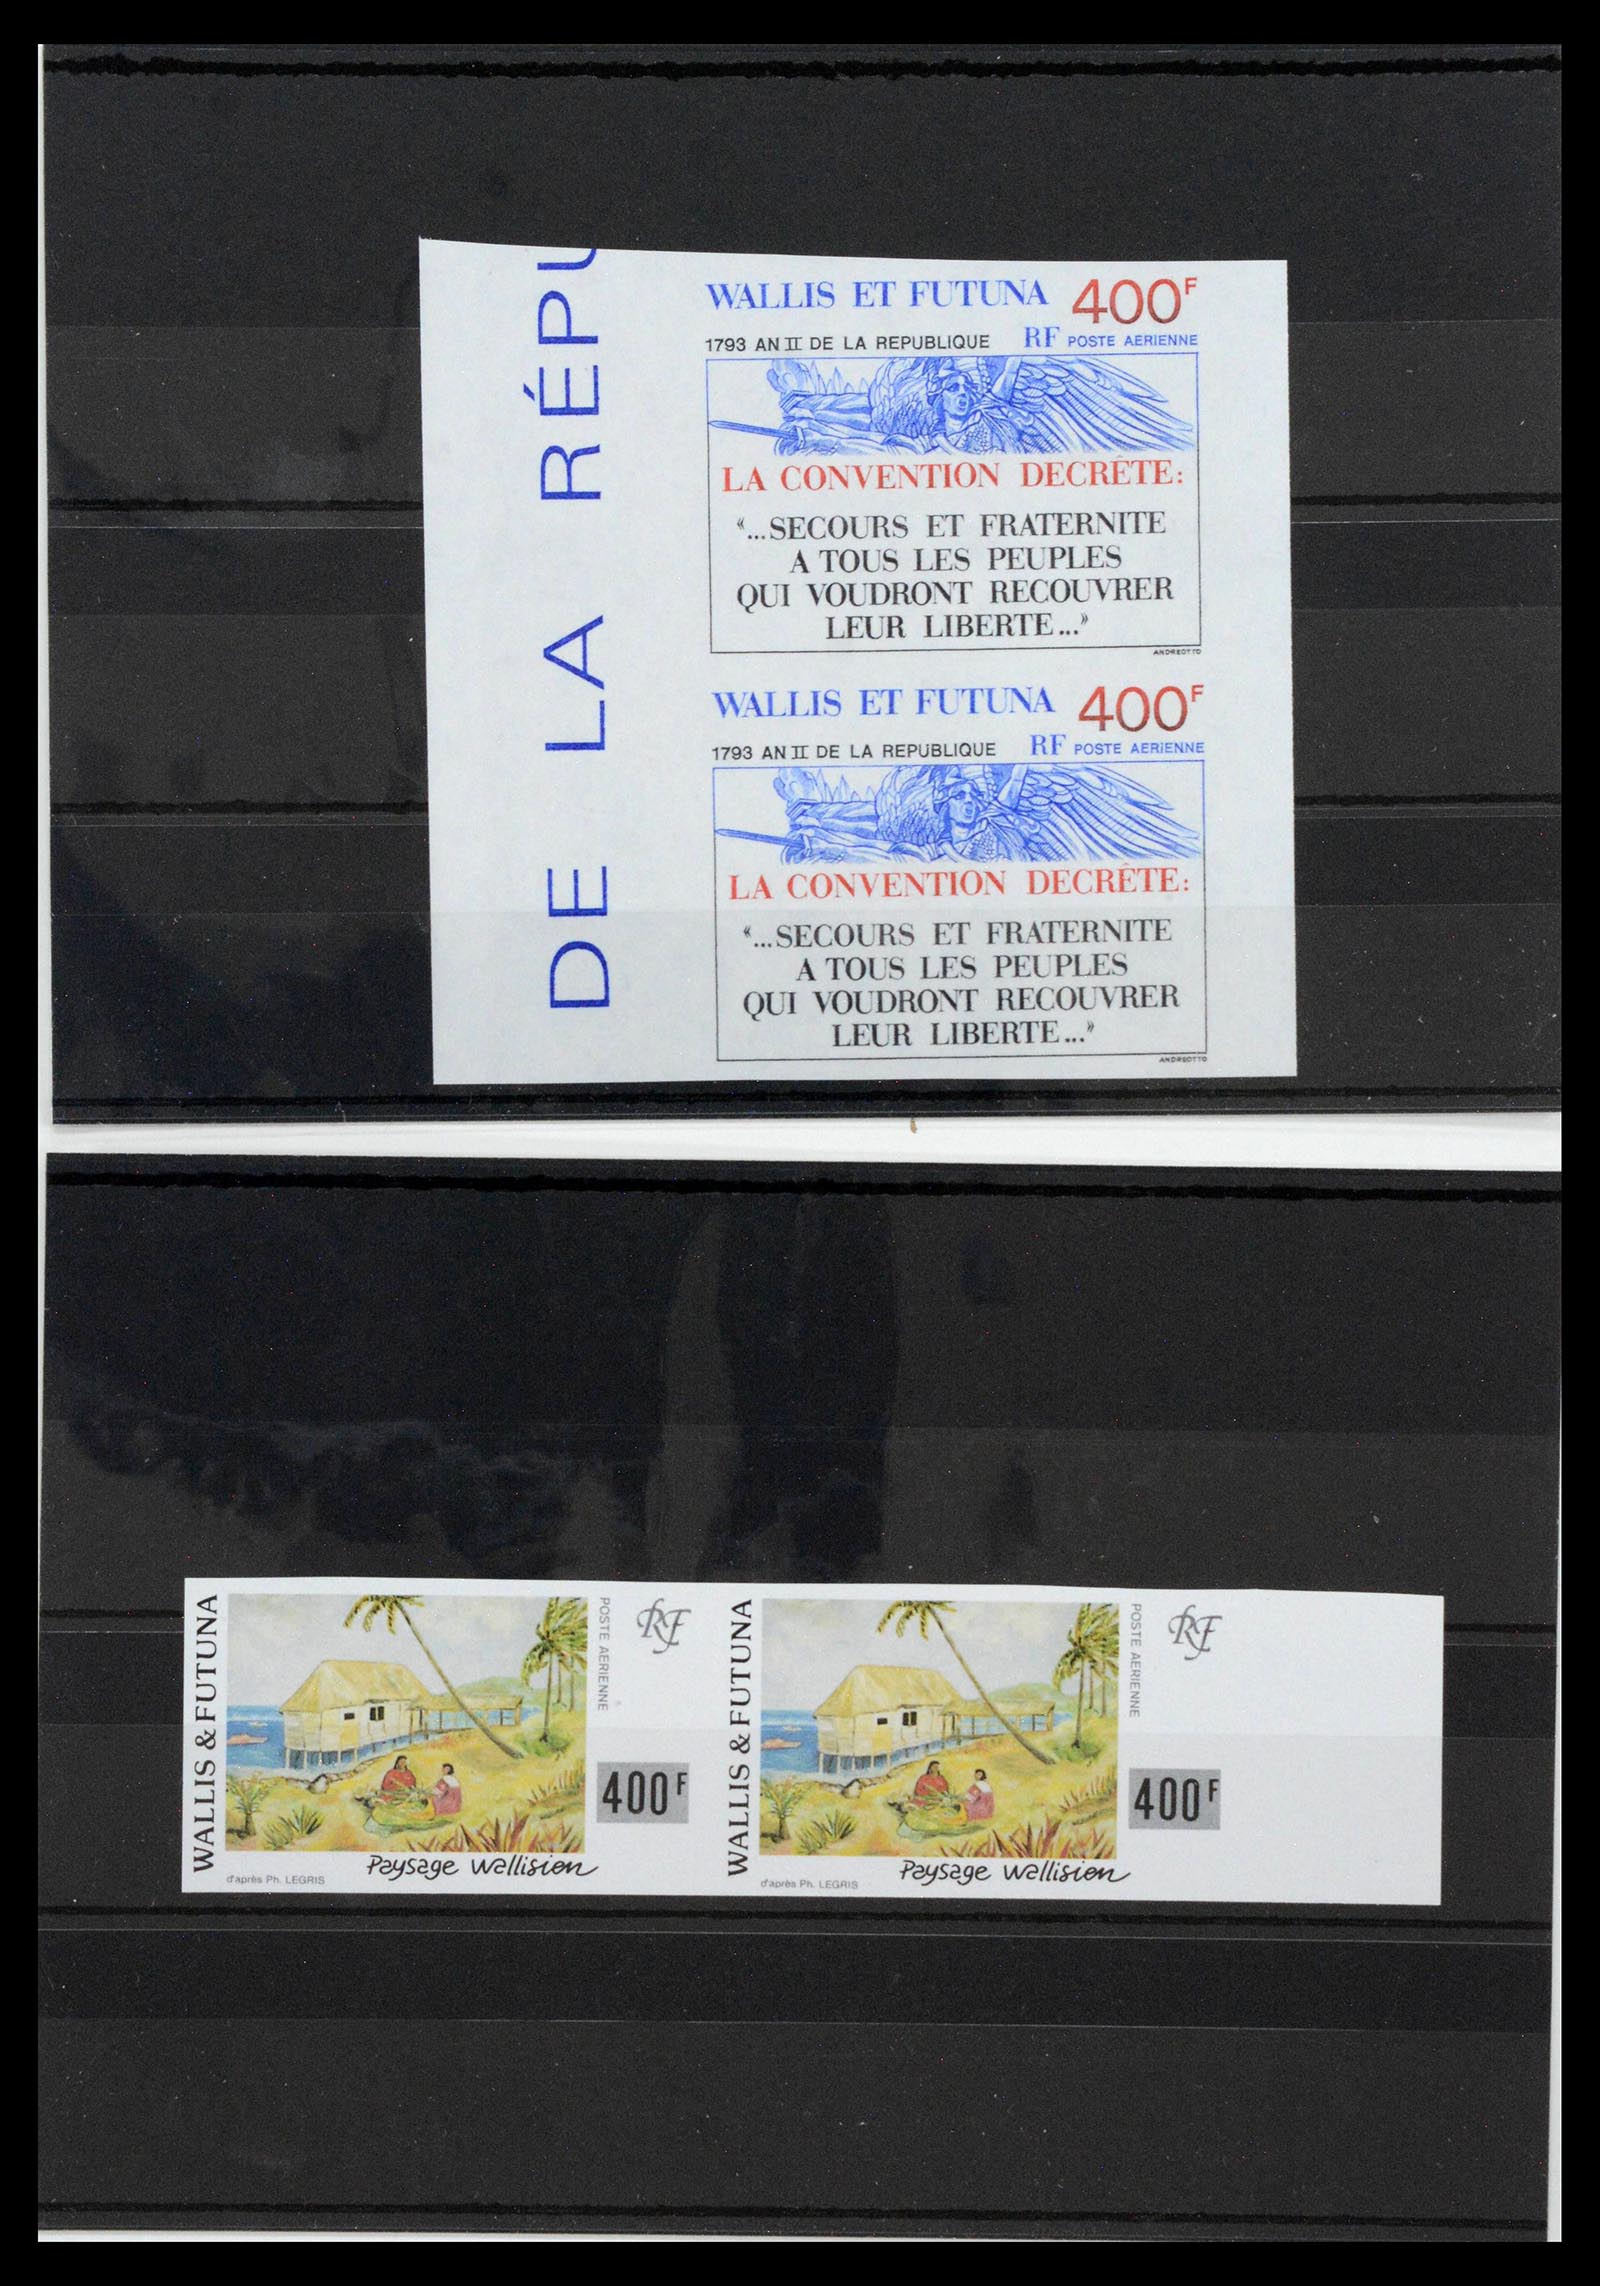 DE LA RÉPU
WALLIS ET FUTUNA 400F
1793 AN II DE LA REPUBLIQUE RF POSTE AERIENNE
LA CONVENTION DECRÊTE:
«...SECOURS ET FRATERNITE
A TOUS LES PEUPLES
QUI VOUDRONT RECOUVRER
LEUR LIBERTE...»
ANDREOTTO
WALLIS ET FUTUNA 400F
1793 AN II DE LA REPUBLIQUE RF POSTE AERIENNE
LA CONVENTION DECRÊTE:
«...SECOURS ET FRATERNITE
A TOUS LES PEUPLES
QUI VOUDRONT RECOUVRER
LEUR LIBERTE...»
ANDREOTTO
WALLIS & FUTUNA
POSTE AERIENNE
RF
400F
d'après Ph. LEGRIS
Paysage Wallisien
WALLIS & FUTUNA
POSTE AERIENNE
RF
400F
d'après Ph. LEGRIS
Paysage Wallisien